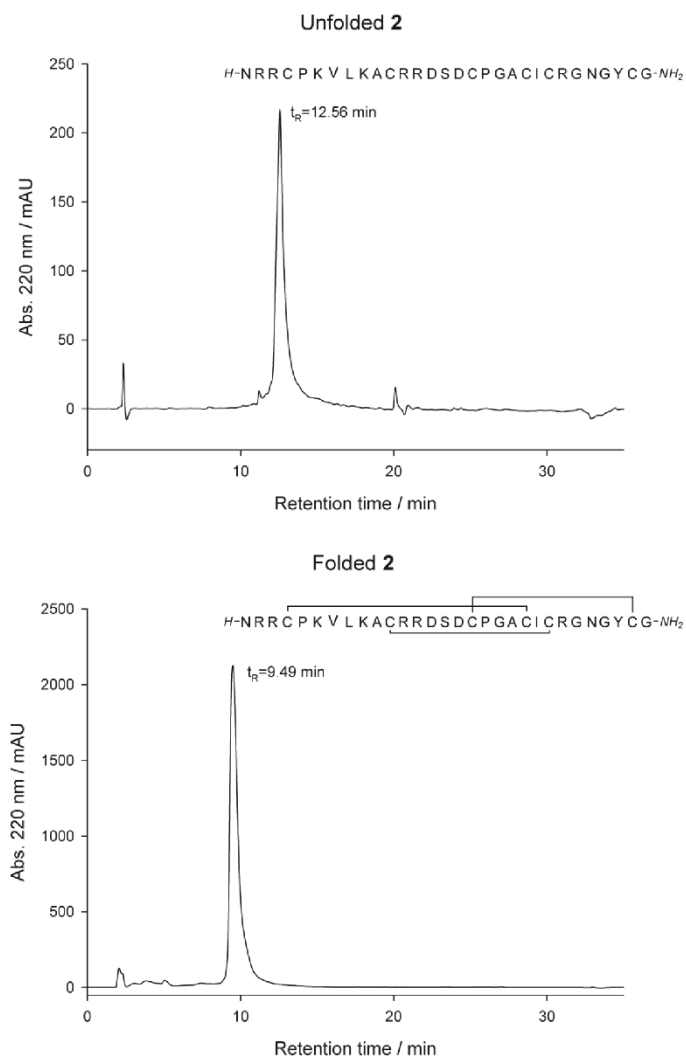 Unfolded 2
H-NRRCPKVLKACRRDSDCPGACICRGNGYCG-NH2
250
200
150
100
50
0
Abs. 220 nm / mAU
tR=12.56 min
0 10 20 30
Retention time / min
Folded 2
H-NRRCPKVLKACRRDSDCPGACICRGNGYCG-NH2
2500
2000
1500
1000
500
0
Abs. 220 nm / mAU
tR=9.49 min
0 10 20 30
Retention time / min